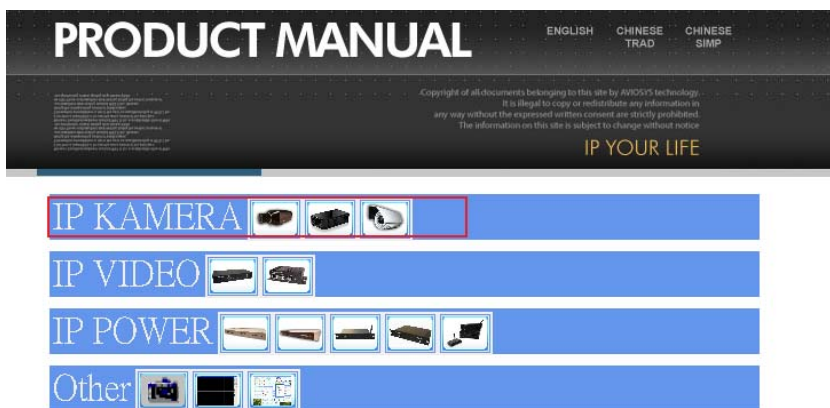 PRODUCT MANUAL
ENGLISH CHINESE TRAD CHINESE SIMP
Copyright of all documents belonging to this site by AVIOSYS technology.
It is illegal to copy or redistribute any information in
any way without the expressed written consent are strictly prohibited.
The information on this site is subject to change without notice
IP YOUR LIFE
IP KAMERA
IP VIDEO
IP POWER
Other